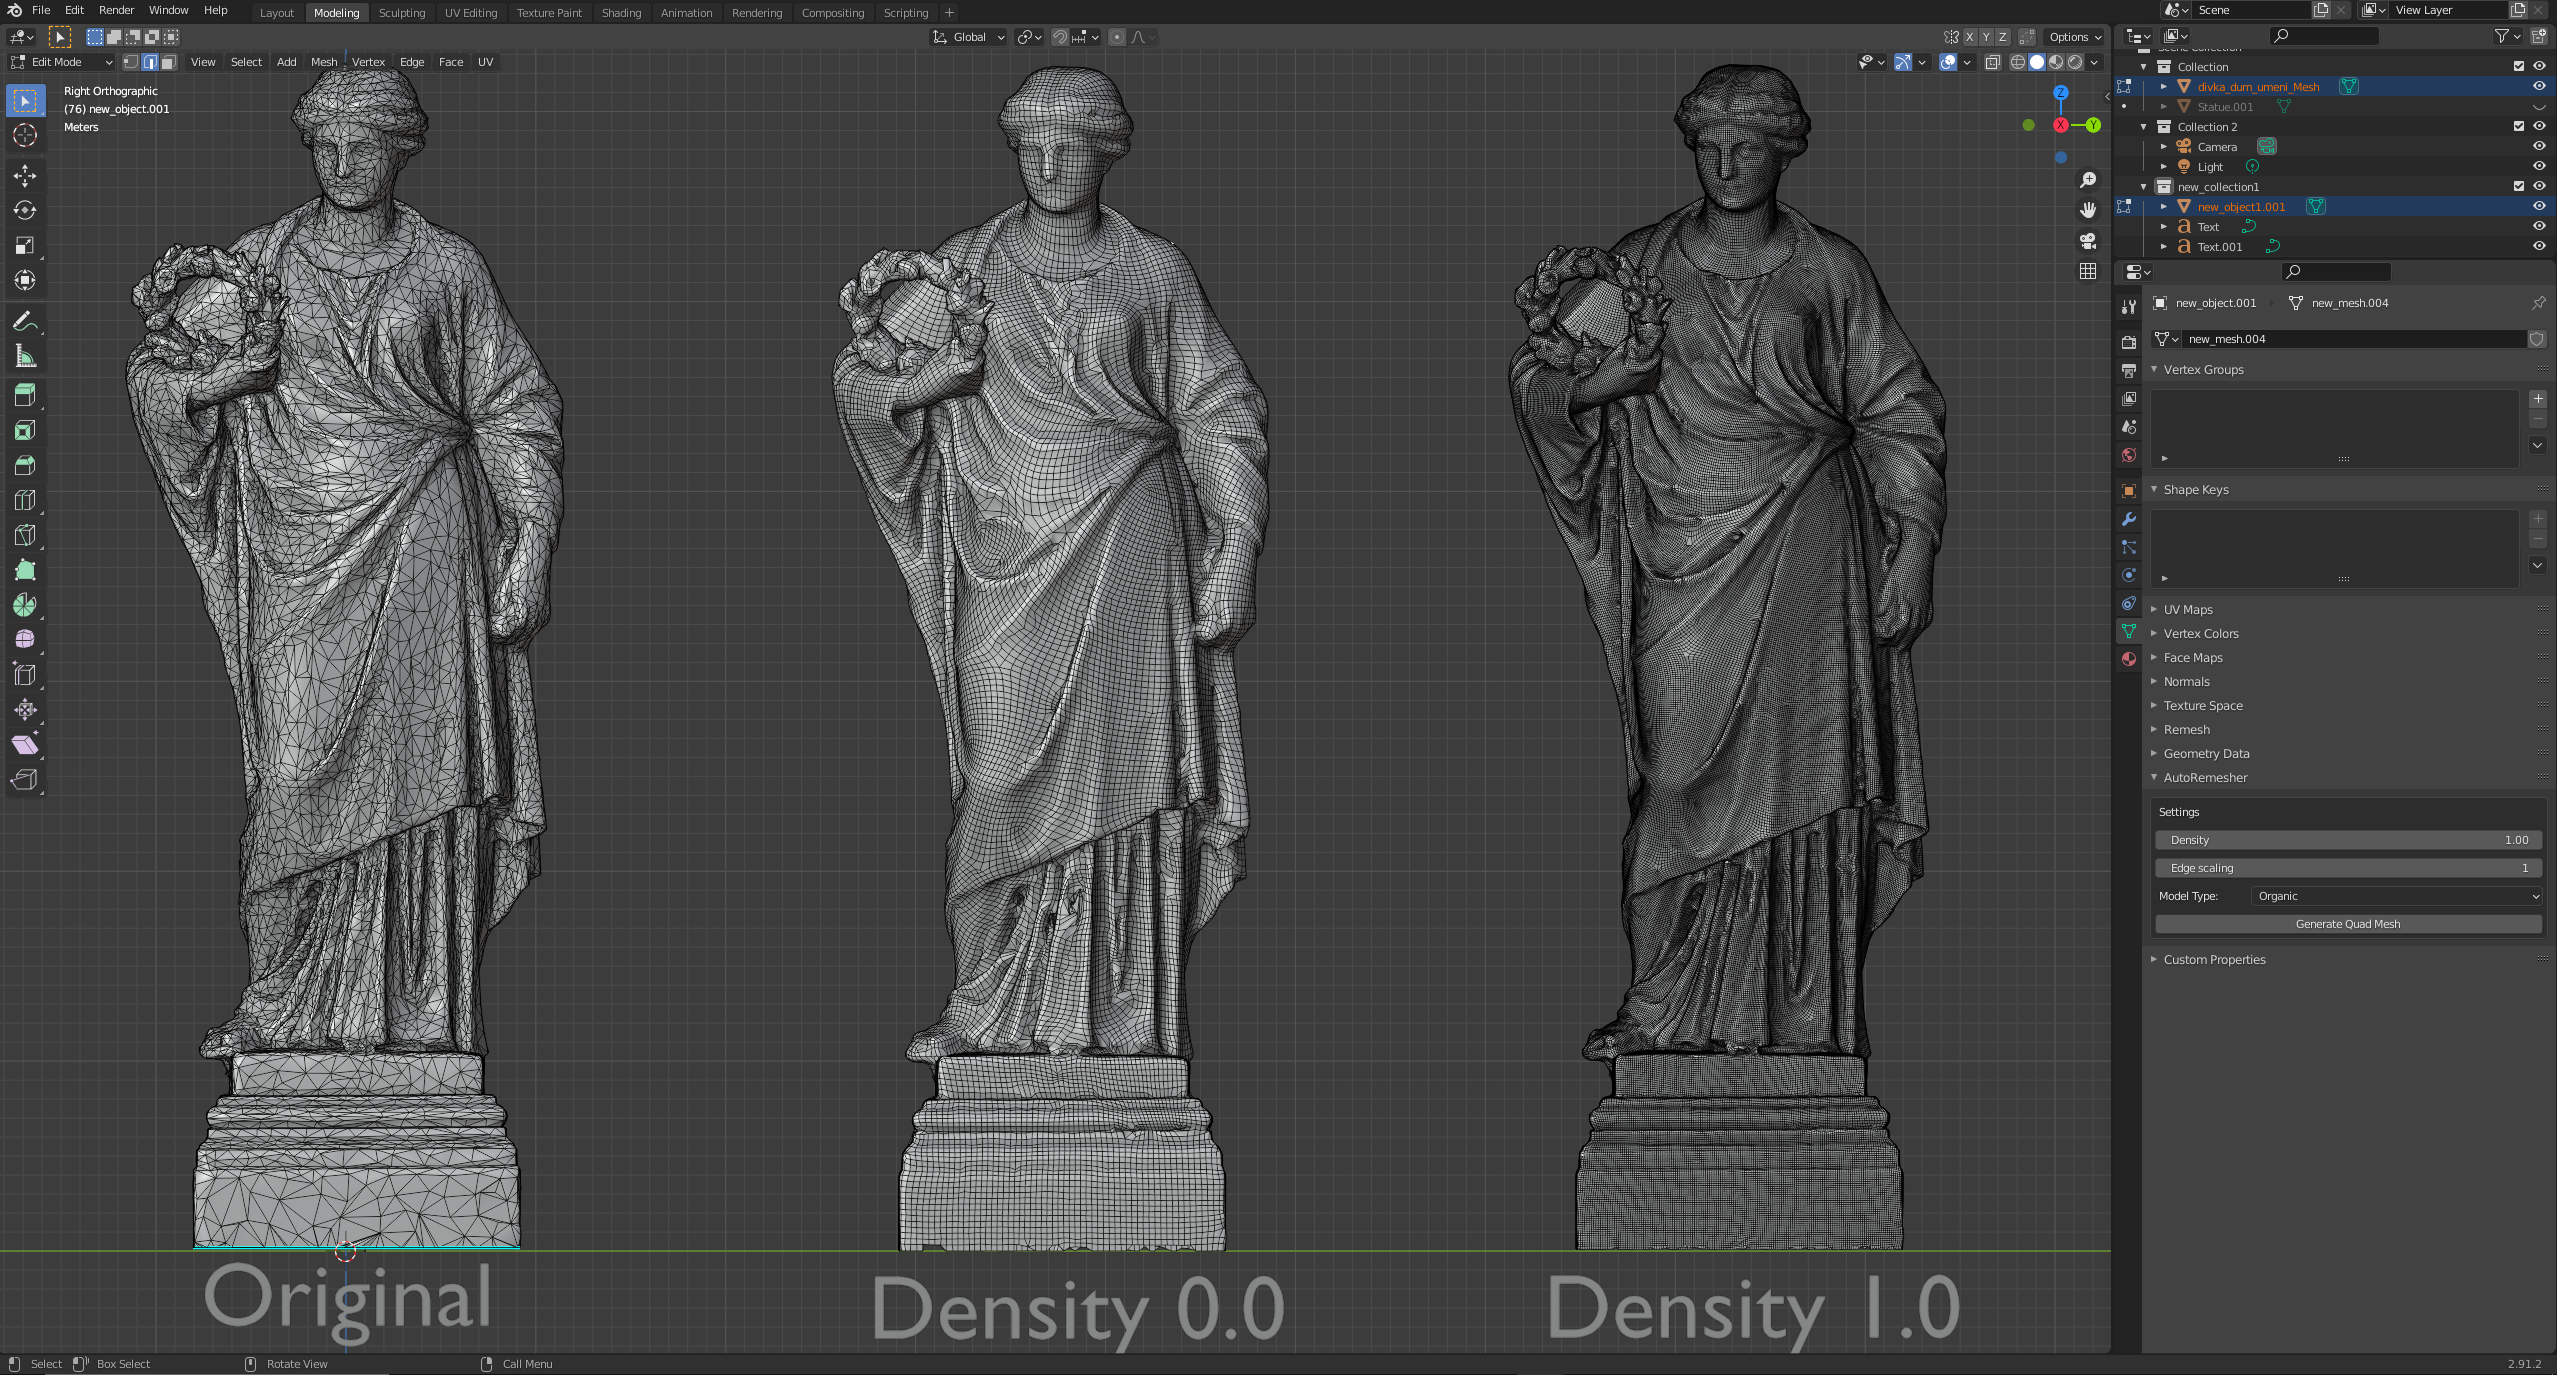 File Edit Render Window Help
Layout Modeling Sculpting UV Editing Texture Paint Shading Animation Rendering Compositing Scripting +
Scene
View Layer
Global
X Y Z
Options
Edit Mode
View Select Add Mesh Vertex Edge Face UV
Right Orthographic
(76) new_object.001
Meters
Z
X
Y
Scene Collection
Collection
divka_dum_umeni_Mesh
Statue.001
Collection 2
Camera
Light
new_collection1
new_object1.001
Text
Text.001
new_object.001
new_mesh.004
new_mesh.004
Vertex Groups
Shape Keys
UV Maps
Vertex Colors
Face Maps
Normals
Texture Space
Remesh
Geometry Data
AutoRemesher
Settings
Density 1.00
Edge scaling 1
Model Type: Organic
Generate Quad Mesh
Custom Properties
Original
Density 0.0
Density 1.0
Select Box Select Rotate View Call Menu
2.91.2